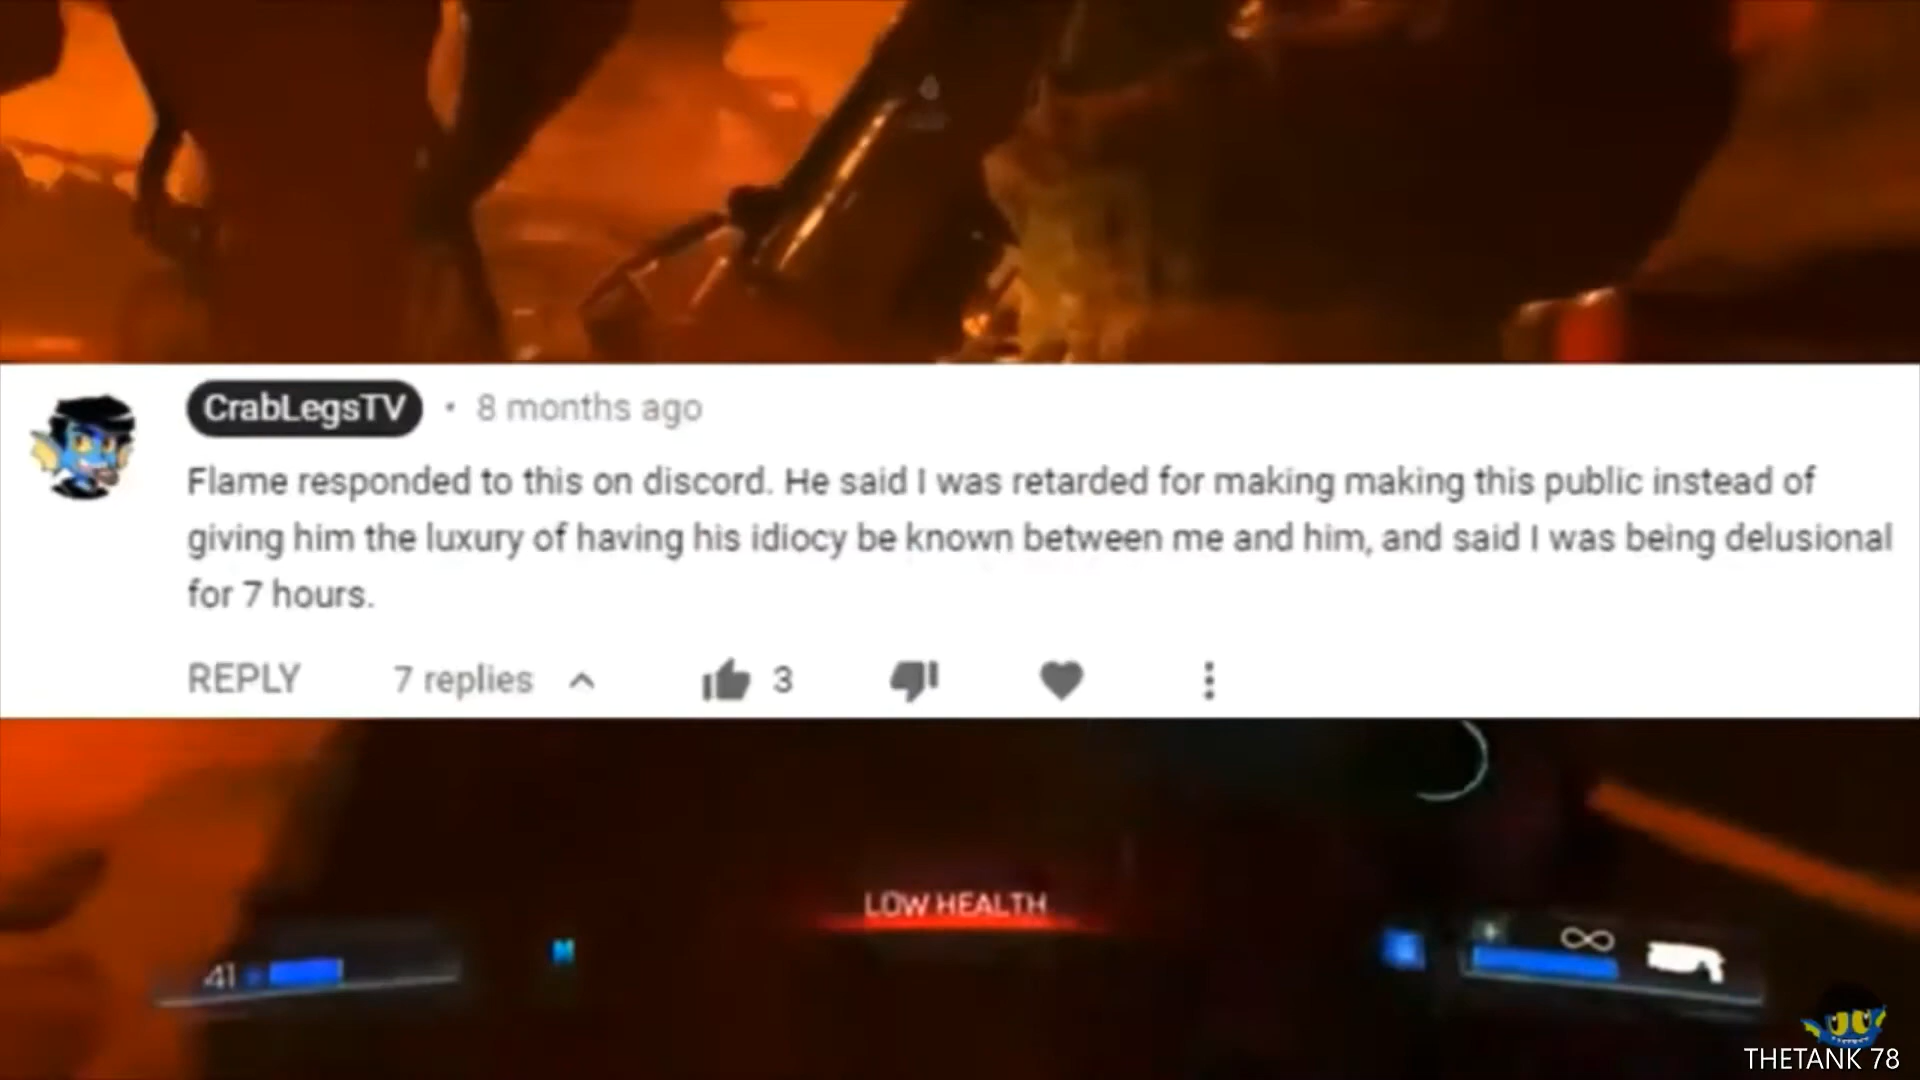 CrabLegsTV • 8 months ago
Flame responded to this on discord. He said I was retarded for making making this public instead of
giving him the luxury of having his idiocy be known between me and him, and said I was being delusional
for 7 hours.
REPLY 7 replies 3
LOW HEALTH
41 ∞
THETANK 78